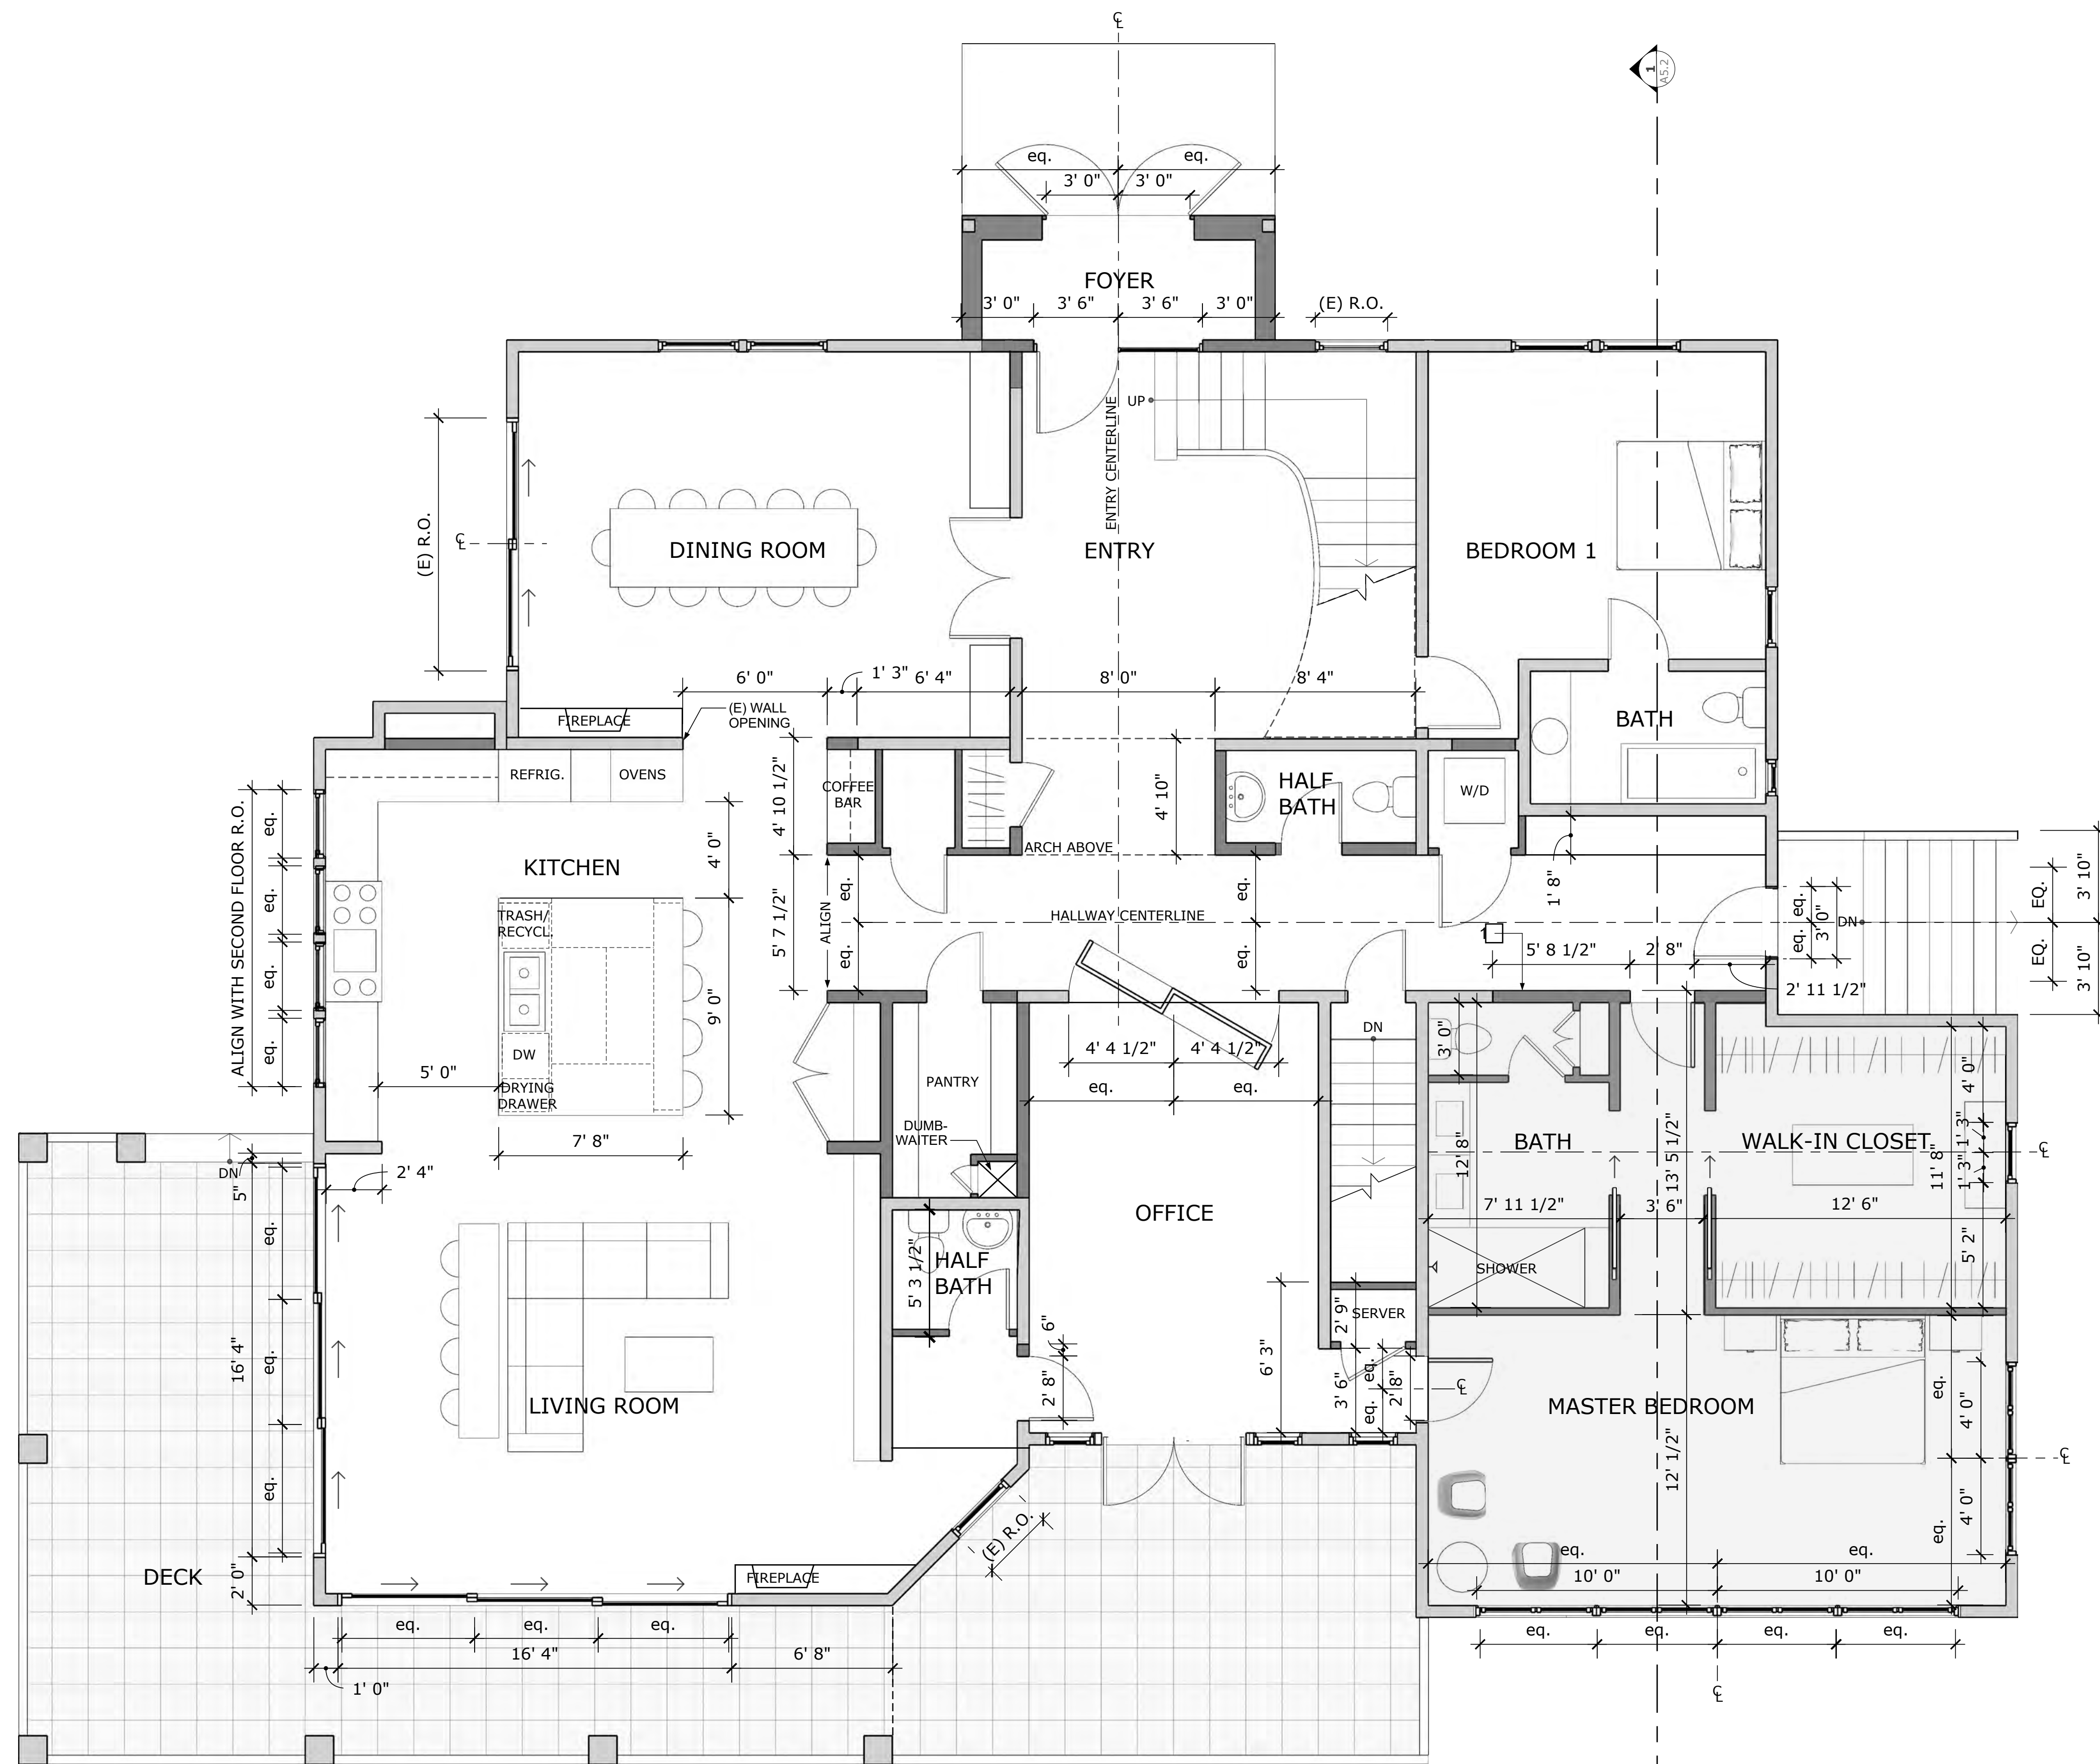 ℄
1
A5.2
eq.
eq.
3' 0"
3' 0"
FOYER
3' 0"
3' 6"
3' 6"
3' 0"
(E) R.O.
UP
ENTRY CENTERLINE
(E) R.O.
℄
DINING ROOM
ENTRY
BEDROOM 1
6' 0"
1' 3"
6' 4"
8' 0"
8' 4"
FIREPLACE
(E) WALL
OPENING
BATH
REFRIG.
OVENS
COFFEE
BAR
4' 10 1/2"
4' 10"
HALF
BATH
W/D
ALIGN WITH SECOND FLOOR R.O.
eq.
eq.
eq.
eq.
4' 0"
KITCHEN
ARCH ABOVE
1' 8"
5' 7 1/2"
ALIGN
eq.
eq.
eq.
eq.
HALLWAY CENTERLINE
TRASH/
RECYCL.
1
5' 8 1/2"
2' 8"
2' 11 1/2"
eq.
eq.
3' 0"
DN
EQ.
EQ.
3' 10"
3' 10"
9' 0"
DW
DRYING
DRAWER
5' 0"
7' 8"
4' 4 1/2"
4' 4 1/2"
eq.
eq.
DN
3' 0"
PANTRY
DUMB-
WAITER
4' 0"
1' 3"
1' 3"
11' 8"
5' 2"
℄
12' 8"
BATH
13' 5 1/2"
WALK-IN CLOSET
7' 11 1/2"
3' 6"
12' 6"
DN
5"
2' 4"
OFFICE
HALF
BATH
5' 3 1/2"
SHOWER
SERVER
2' 9"
6' 3"
6"
2' 8"
3' 6"
eq.
eq.
2' 8"
℄
16' 4"
eq.
eq.
eq.
LIVING ROOM
MASTER BEDROOM
12' 1/2"
eq.
eq.
4' 0"
4' 0"
℄
(E) R.O.
DECK
2' 0"
FIREPLACE
eq.
eq.
10' 0"
10' 0"
eq.
eq.
eq.
16' 4"
6' 8"
1' 0"
eq.
eq.
eq.
eq.
℄